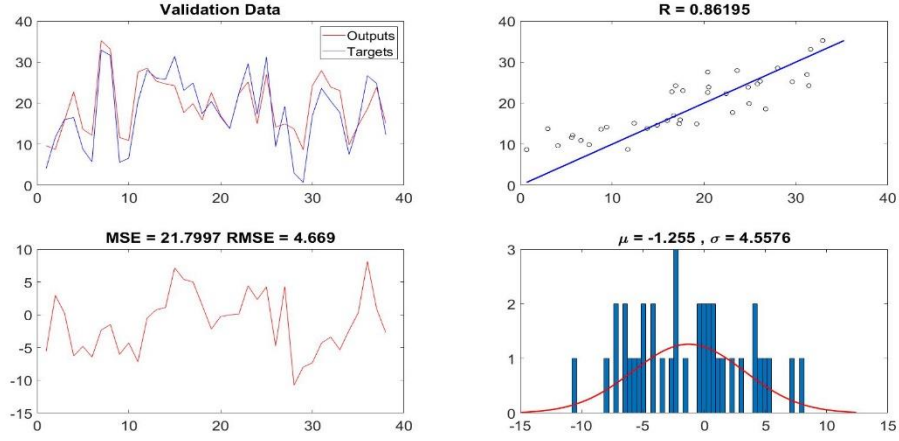 Validation Data
40
30
20
10
0
0 10 20 30 40
Outputs
Targets
R = 0.86195
40
30
20
10
0
0 10 20 30 40
MSE = 21.7997 RMSE = 4.669
10
5
0
-5
-10
-15
0 10 20 30 40
μ = -1.255 , σ = 4.5576
3
2
1
0
-15 -10 -5 0 5 10 15